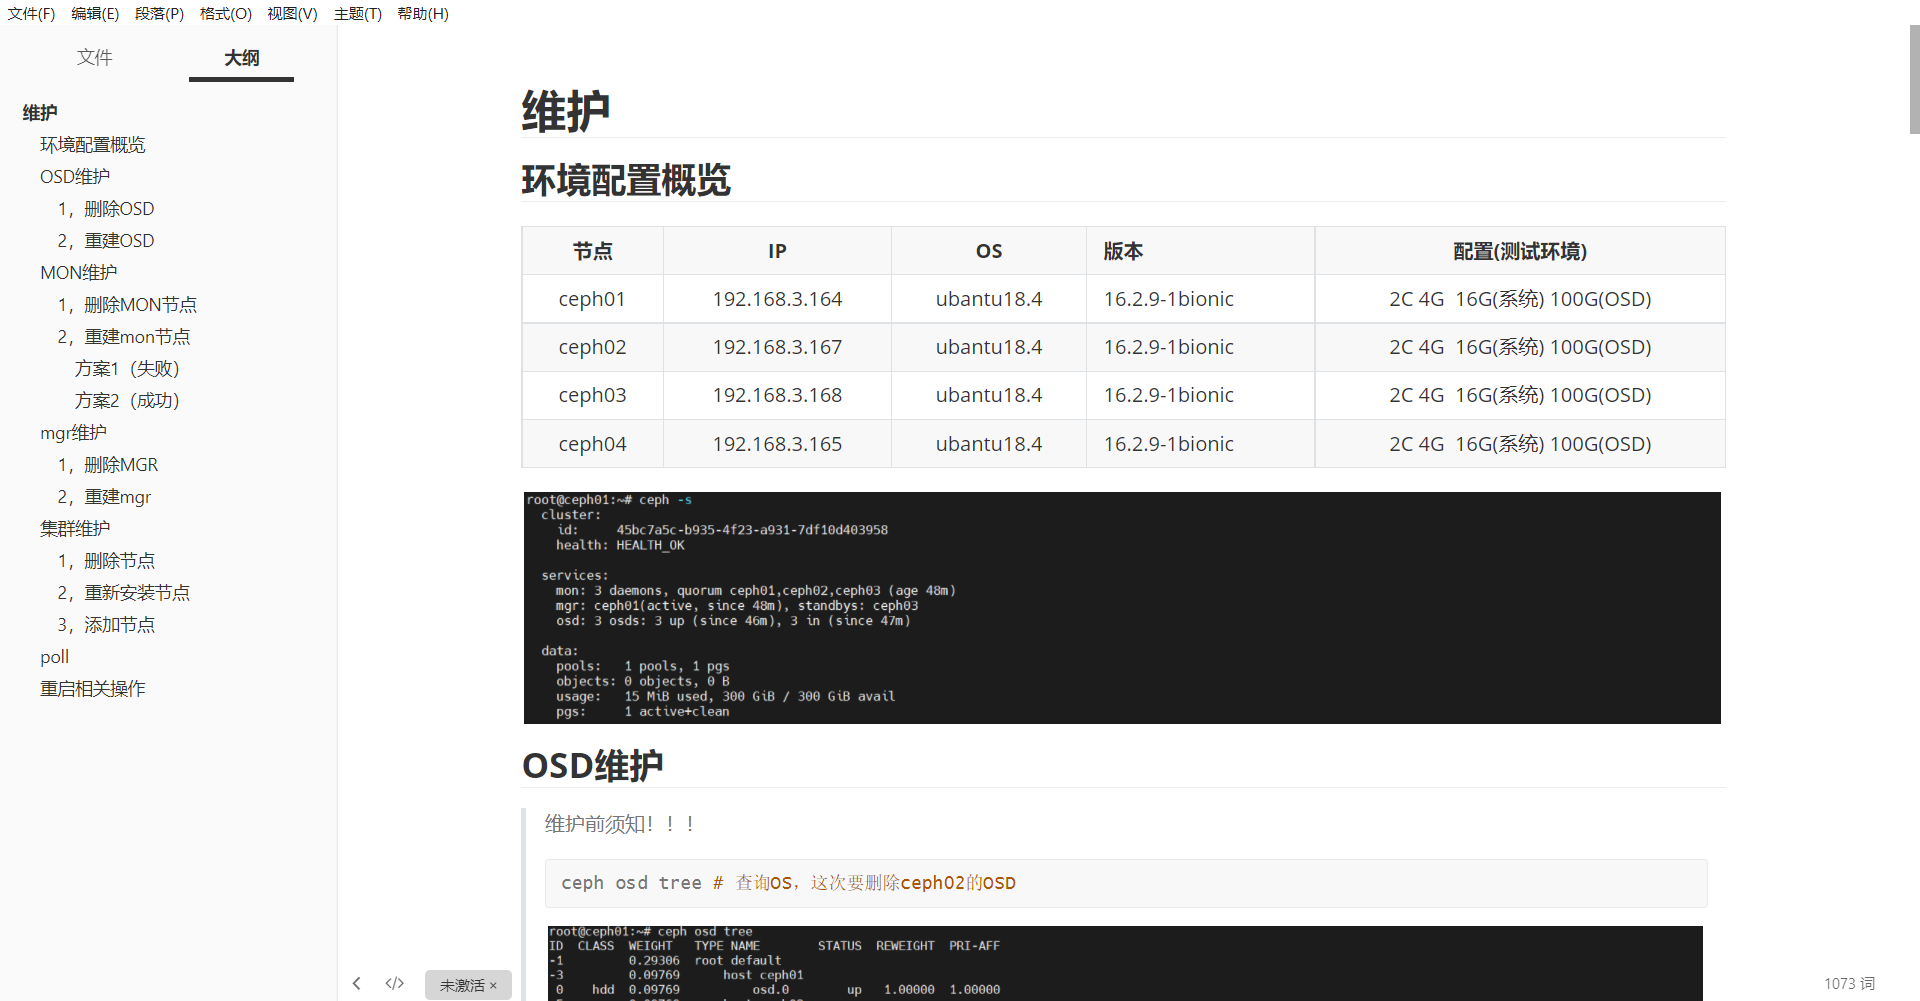 文件(F) 编辑(E) 段落(P) 格式(O) 视图(V) 主题(T) 帮助(H)
文件 大纲
维护
环境配置概览
OSD维护
1，删除OSD
2，重建OSD
MON维护
1，删除MON节点
2，重建mon节点
方案1（失败）
方案2（成功）
mgr维护
1，删除MGR
2，重建mgr
集群维护
1，删除节点
2，重新安装节点
3，添加节点
poll
重启相关操作
维护
环境配置概览
节点 IP OS 版本 配置(测试环境)
ceph01 192.168.3.164 ubantu18.4 16.2.9-1bionic 2C 4G 16G(系统) 100G(OSD)
ceph02 192.168.3.167 ubantu18.4 16.2.9-1bionic 2C 4G 16G(系统) 100G(OSD)
ceph03 192.168.3.168 ubantu18.4 16.2.9-1bionic 2C 4G 16G(系统) 100G(OSD)
ceph04 192.168.3.165 ubantu18.4 16.2.9-1bionic 2C 4G 16G(系统) 100G(OSD)
root@ceph01:~# ceph -s
cluster:
id: 45bc7a5c-b935-4f23-a931-7df10d403958
health: HEALTH_OK
services:
mon: 3 daemons, quorum ceph01,ceph02,ceph03 (age 48m)
mgr: ceph01(active, since 48m), standbys: ceph03
osd: 3 osds: 3 up (since 46m), 3 in (since 47m)
data:
pools: 1 pools, 1 pgs
objects: 0 objects, 0 B
usage: 15 MiB used, 300 GiB / 300 GiB avail
pgs: 1 active+clean
OSD维护
维护前须知！！！
ceph osd tree # 查询OS，这次要删除ceph02的OSD
root@ceph01:~# ceph osd tree
ID CLASS WEIGHT TYPE NAME STATUS REWEIGHT PRI-AFF
-1 0.29306 root default
-3 0.09769 host ceph01
0 hdd 0.09769 osd.0 up 1.00000 1.00000
未激活 ×
1073 词